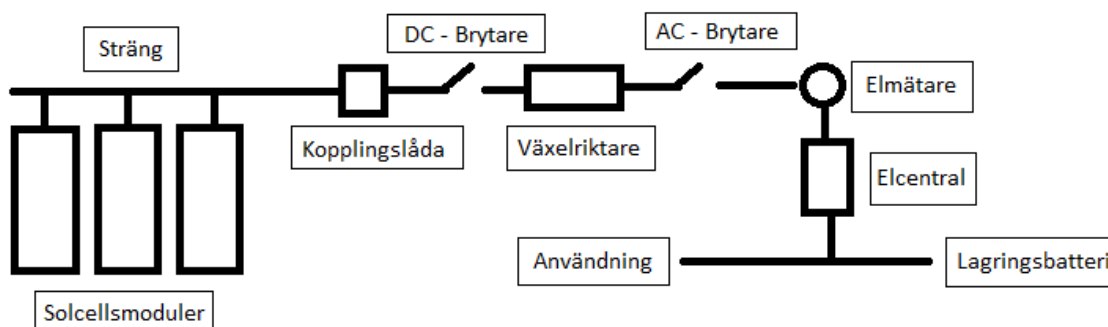 Sträng
DC - Brytare
AC - Brytare
Elmätare
Kopplingslåda
Växelriktare
Elcentral
Användning
Lagringsbatteri
Solcellsmoduler